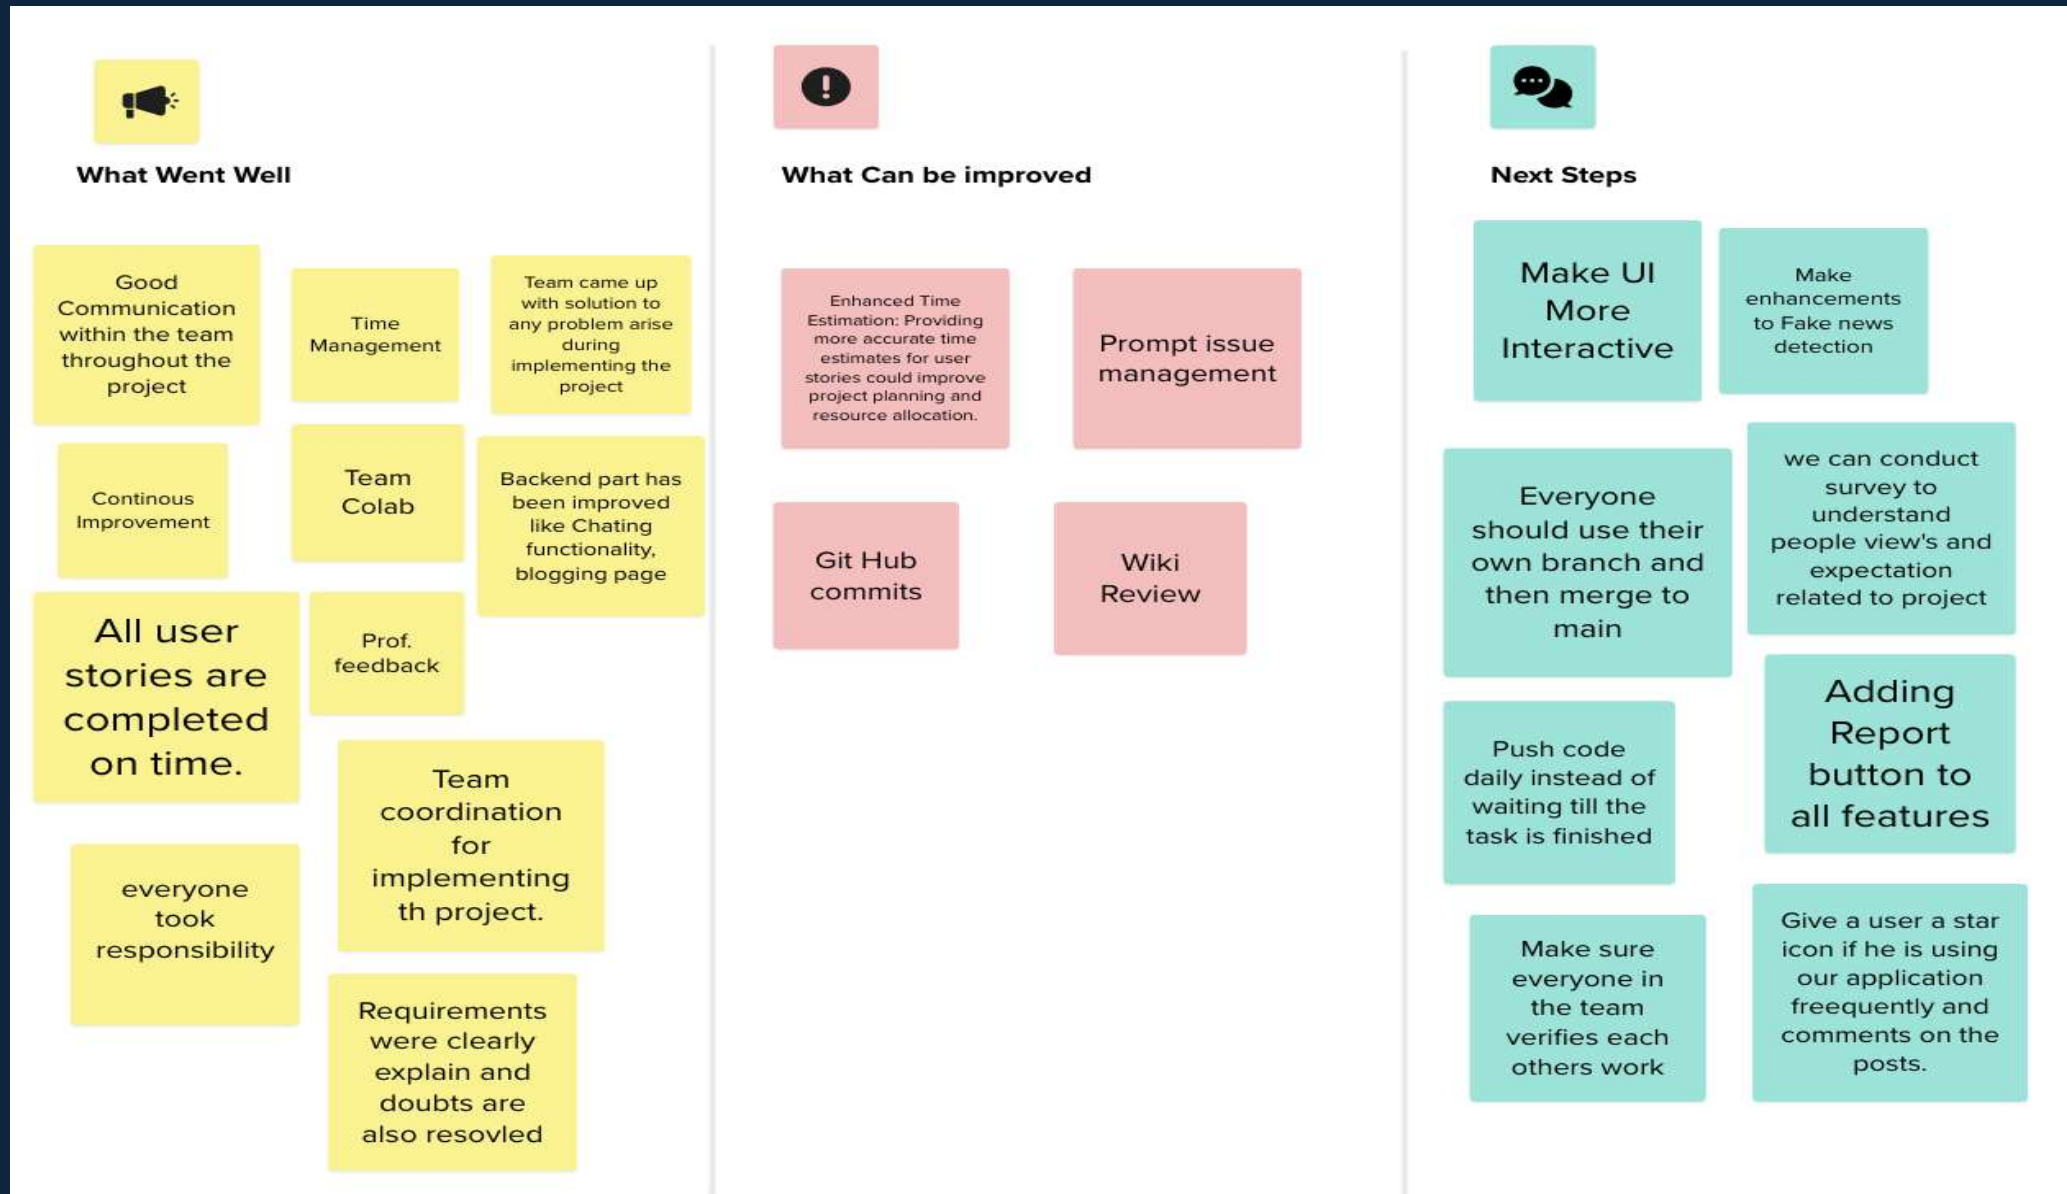 What Went Well
Good
Communication
within the team
throughout the
project
Time
Management
Team came up
with solution to
any problem arise
during
implementing the
project
Continous
Improvement
Team
Colab
Backend part has
been improved
like Chating
functionality,
blogging page
All user
stories are
completed
on time.
Prof.
feedback
Team
coordination
for
implementing
th project.
everyone
took
responsibility
Requirements
were clearly
explain and
doubts are
also resovled
What Can be improved
Enhanced Time
Estimation: Providing
more accurate time
estimates for user
stories could improve
project planning and
resource allocation.
Prompt issue
management
Git Hub
commits
Wiki
Review
Next Steps
Make UI
More
Interactive
Make
enhancements
to Fake news
detection
Everyone
should use their
own branch and
then merge to
main
we can conduct
survey to
understand
people view's and
expectation
related to project
Push code
daily instead of
waiting till the
task is finished
Adding
Report
button to
all features
Make sure
everyone in
the team
verifies each
others work
Give a user a star
icon if he is using
our application
freequently and
comments on the
posts.